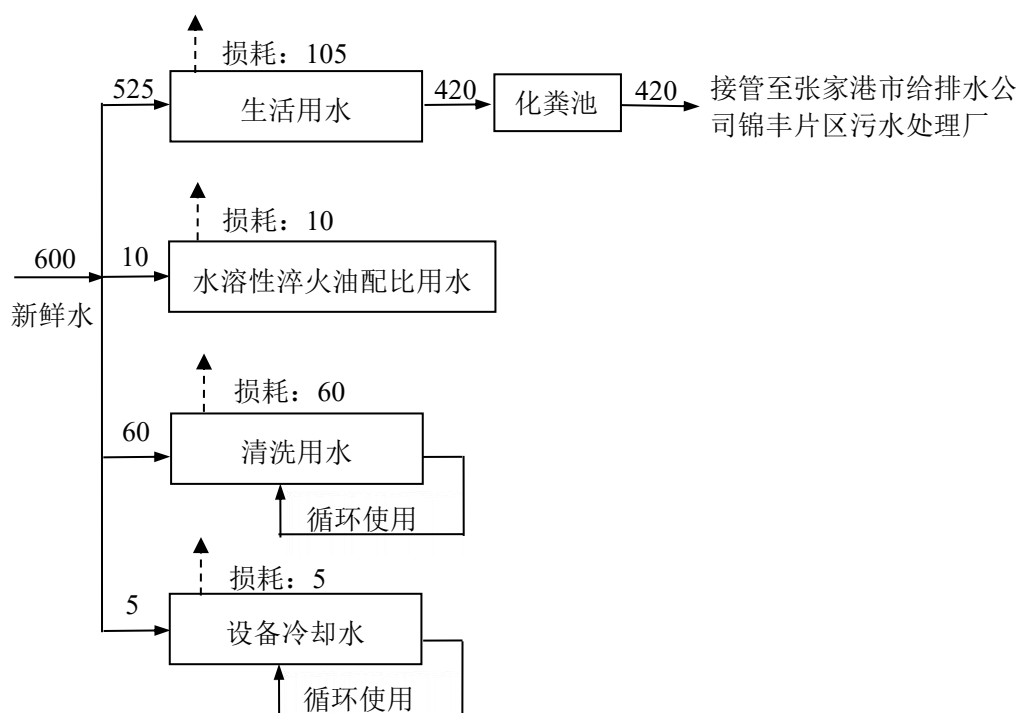 损耗：105
525
生活用水
420
化粪池
420
接管至张家港市给排水公
司锦丰片区污水处理厂
损耗：10
600
10
水溶性淬火油配比用水
新鲜水
损耗：60
60
清洗用水
循环使用
损耗：5
5
设备冷却水
循环使用